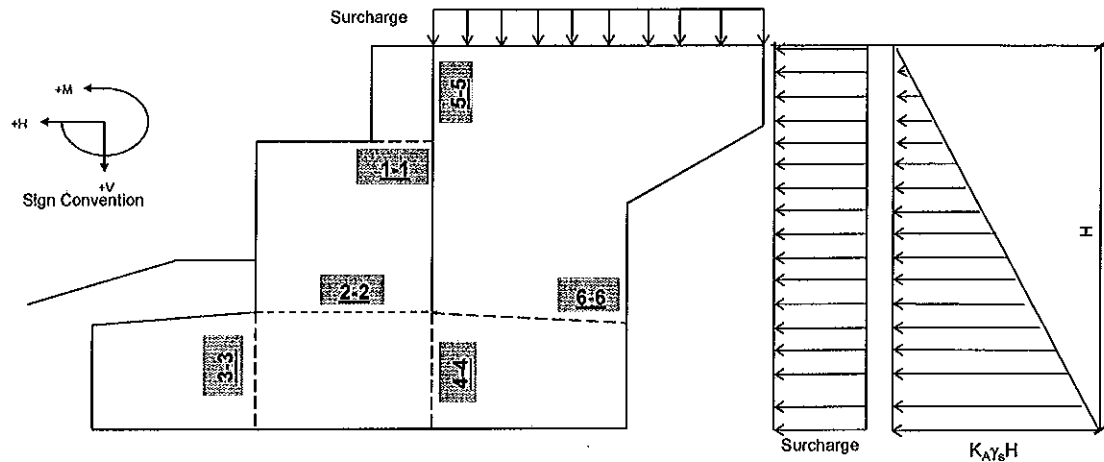 Surcharge
+M
+H
+V
Sign Convention
5-5
1-1
2-2
6-6
3-3
4-4
H
Surcharge
KAγsH